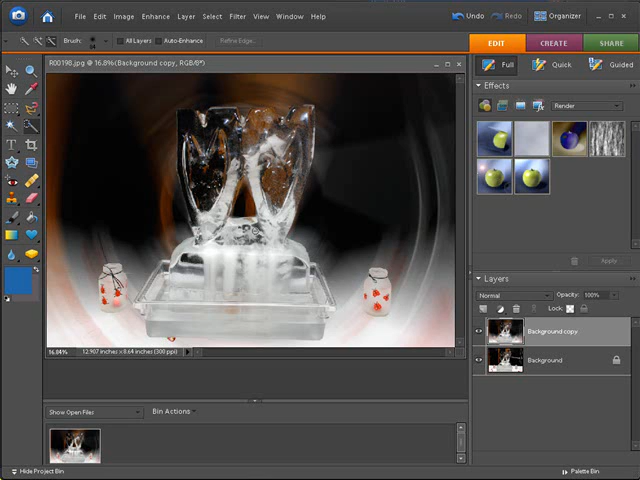 File Edit Image Enhance Layer Select Filter View Window Help Undo Redo Organizer
Brush: 24 All Layers Auto-Enhance Refine Edge... EDIT CREATE SHARE
R00198.jpg @ 16.8%(Background copy, RGB/8*)
Full Quick Guided
Effects
Render
Apply
Layers
Normal Opacity: 100%
Lock:
Background copy
Background
16.84% 12.907 inches x 8.64 inches (300 ppi)
Show Open Files Bin Actions
Hide Project Bin Palette Bin